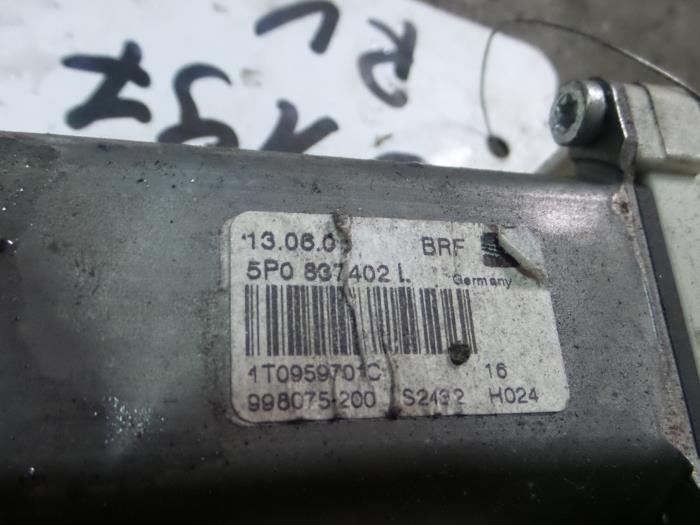 13.06.0
BRF
5P0 837402 L
Germany
1T0959701C 16
998075-200 S2432 H024